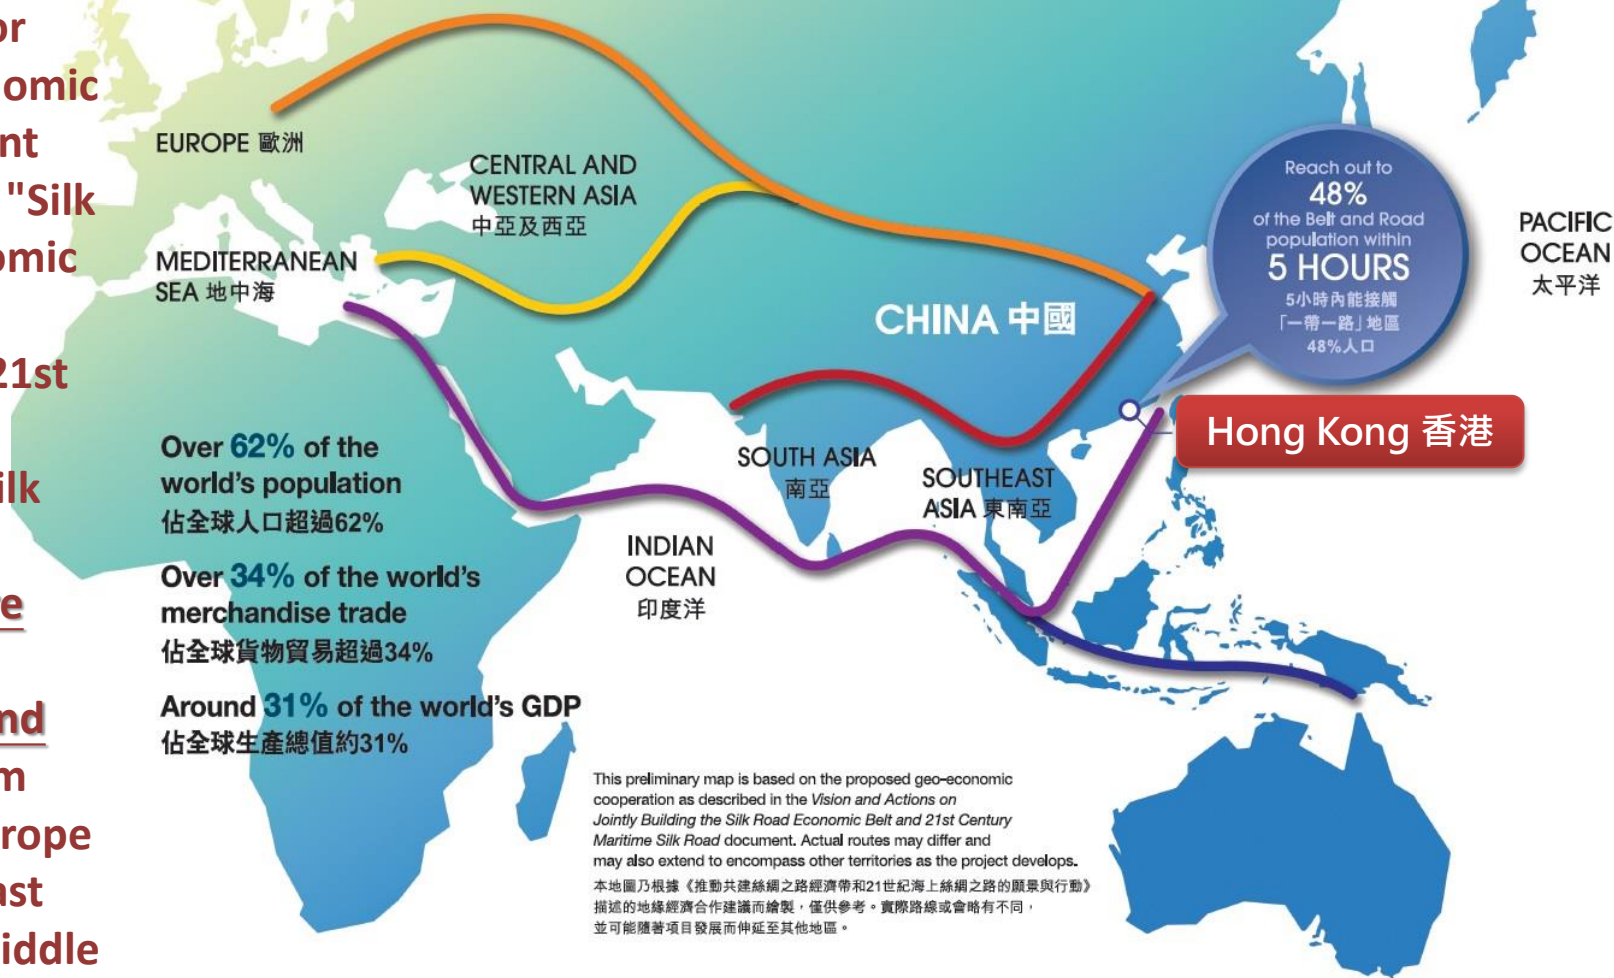 or
omic
nt
"Silk
omic
21st
ilk
re
nd
m
urope
ast
iddle
EUROPE 歐洲
CENTRAL AND
WESTERN ASIA
中亞及西亞
MEDITERRANEAN
SEA 地中海
CHINA 中國
Reach out to
48%
of the Belt and Road
population within
5 HOURS
5小時內能接觸
「一帶一路」地區
48%人口
PACIFIC
OCEAN
太平洋
Hong Kong 香港
SOUTH ASIA
南亞
SOUTHEAST
ASIA 東南亞
INDIAN
OCEAN
印度洋
Over 62% of the
world's population
佔全球人口超過62%
Over 34% of the world's
merchandise trade
佔全球貨物貿易超過34%
Around 31% of the world's GDP
佔全球生產總值約31%
This preliminary map is based on the proposed geo-economic
cooperation as described in the Vision and Actions on
Jointly Building the Silk Road Economic Belt and 21st Century
Maritime Silk Road document. Actual routes may differ and
may also extend to encompass other territories as the project develops.
本地圖乃根據《推動共建絲綢之路經濟帶和21世紀海上絲綢之路的願景與行動》
描述的地緣經濟合作建議而繪製，僅供參考。實際路線或會略有不同，
並可能隨著項目發展而伸延至其他地區。